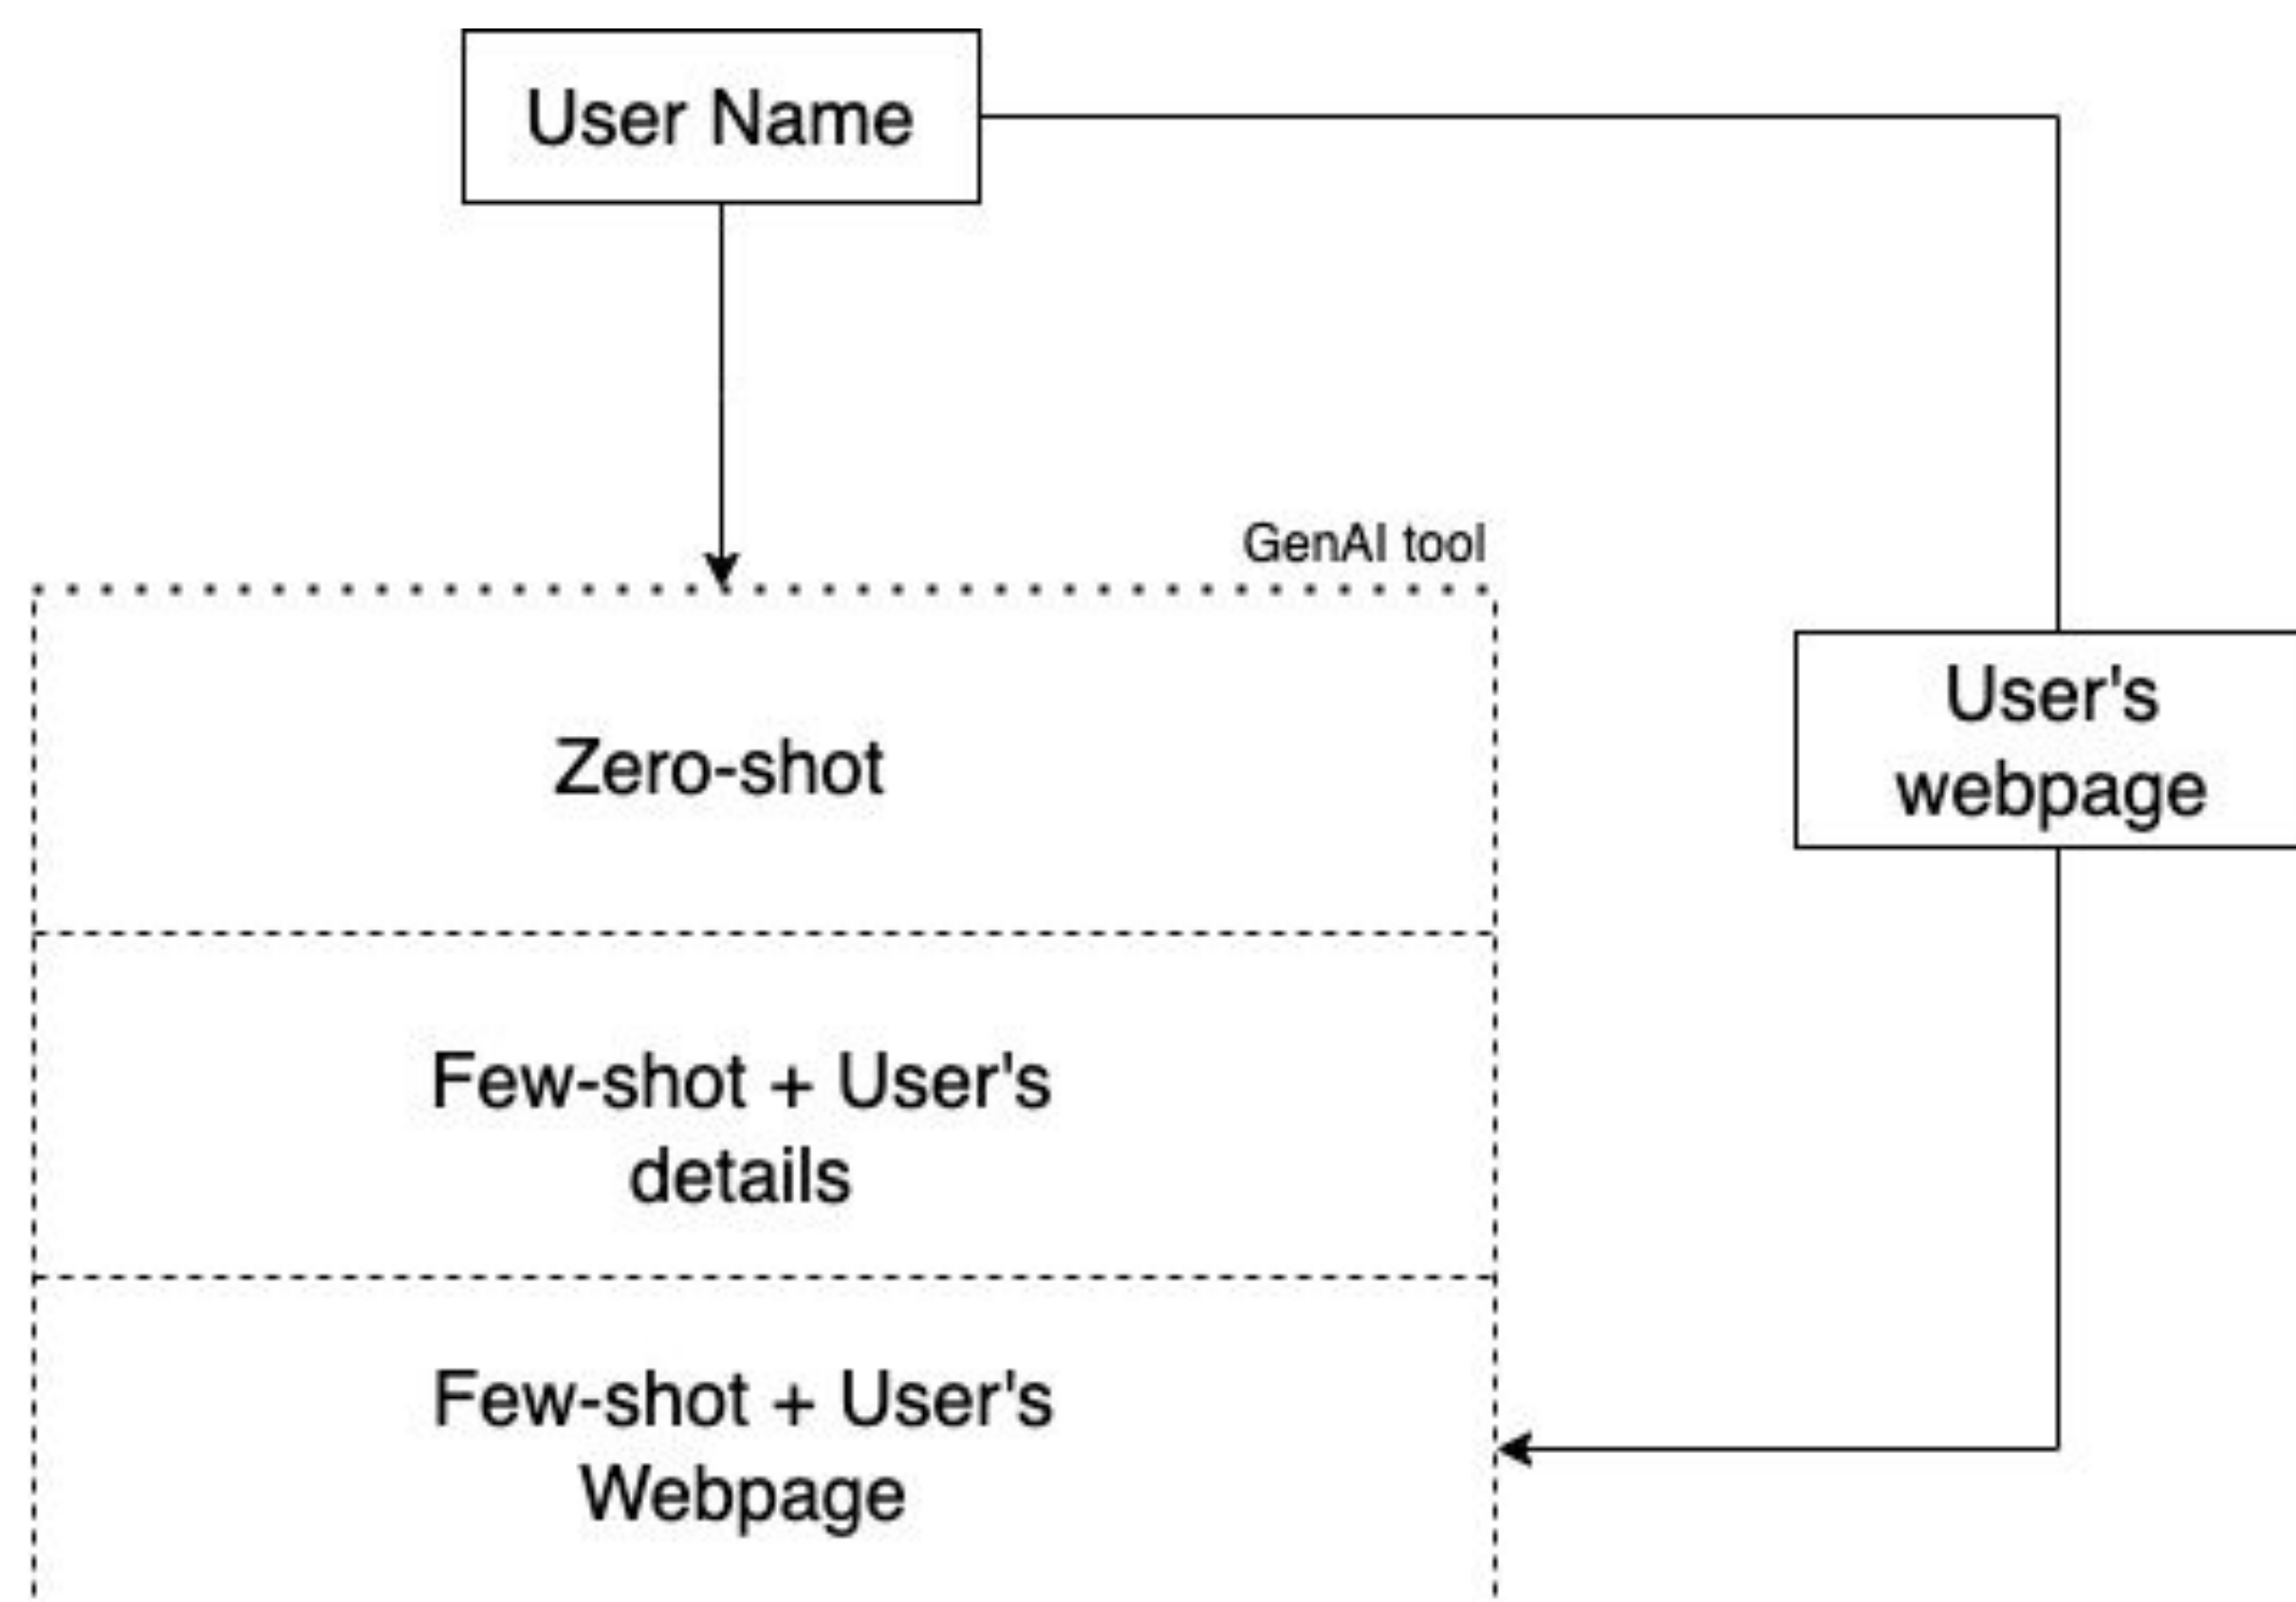 User Name
GenAI tool
Zero-shot
User's
webpage
Few-shot + User's
details
Few-shot + User's
Webpage